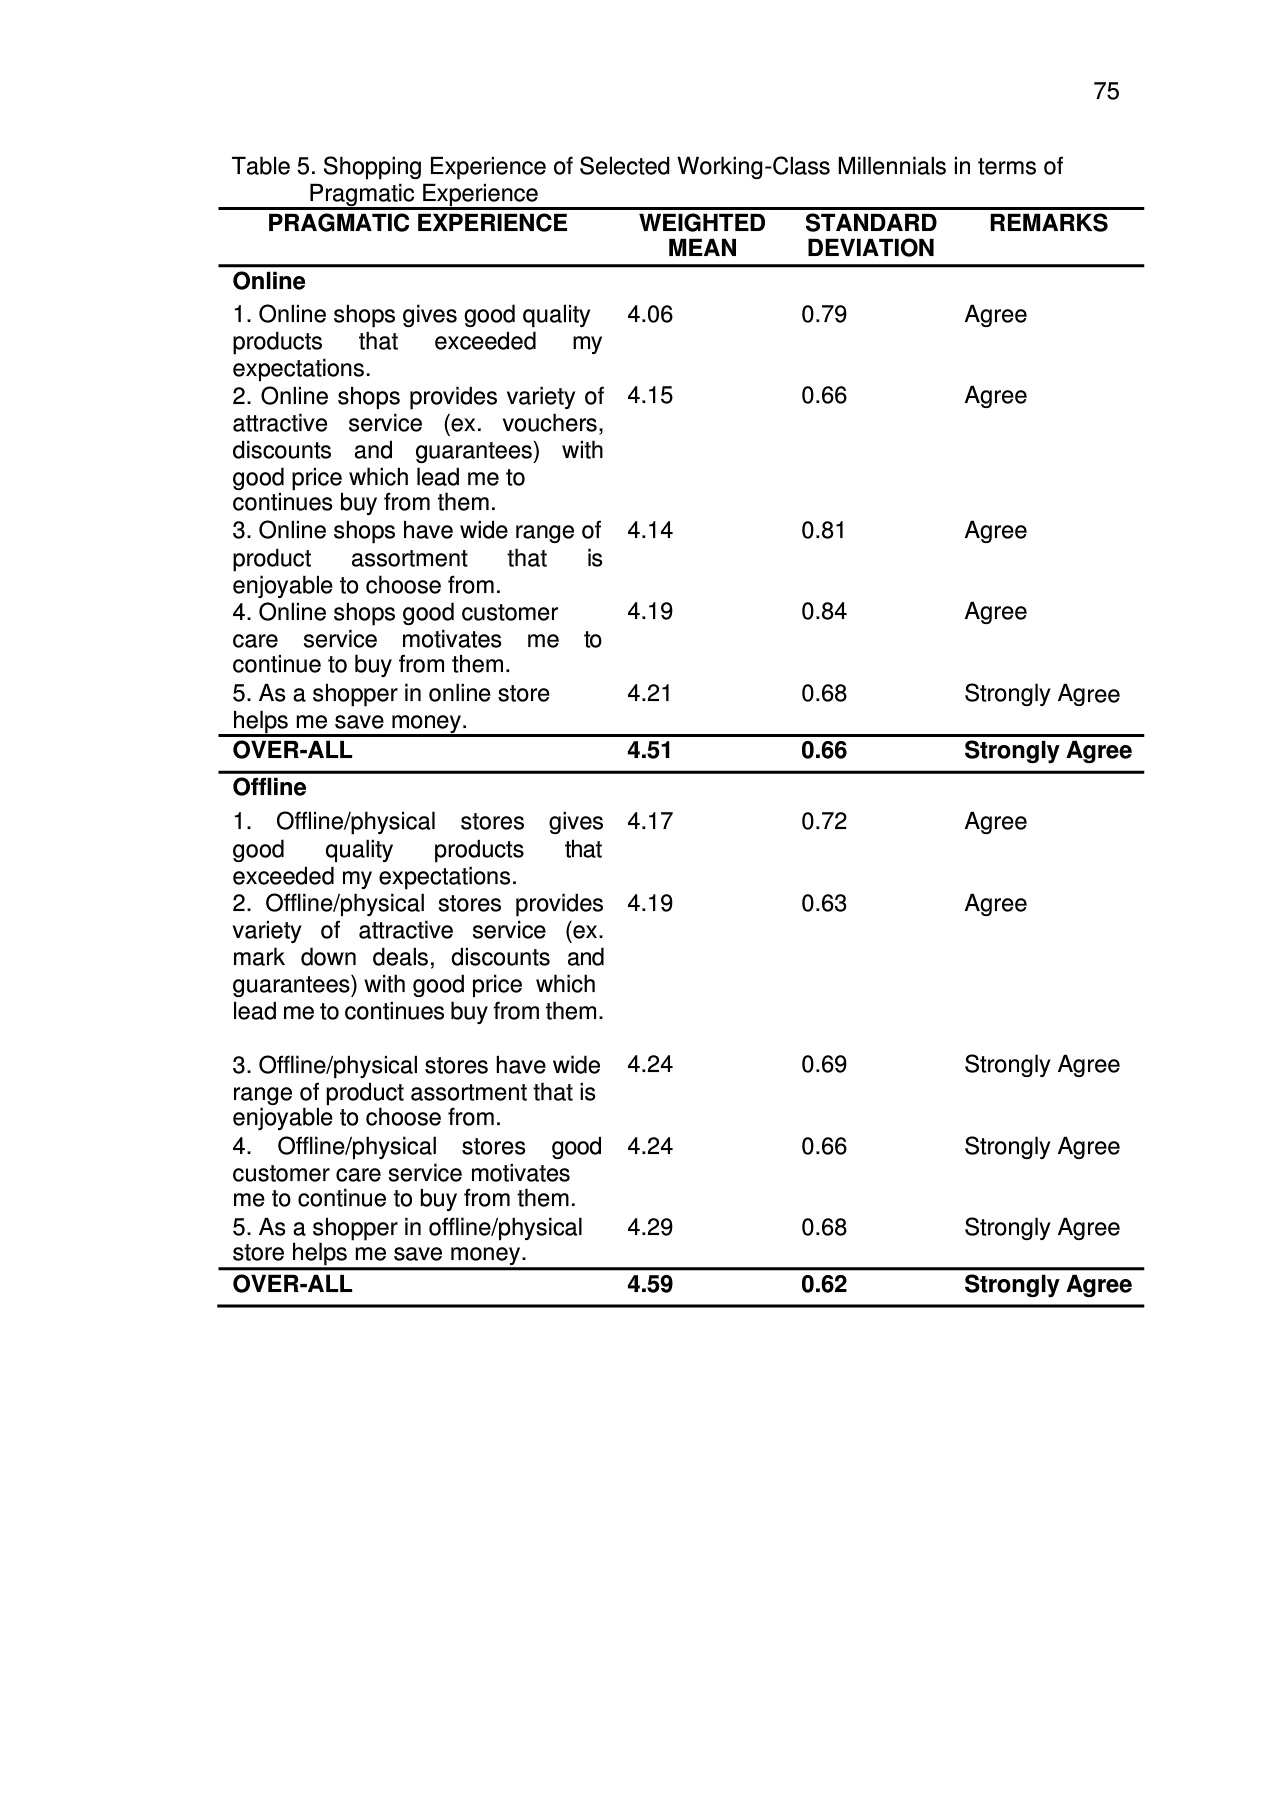 75
Table 5. Shopping Experience of Selected Working-Class Millennials in terms of
Pragmatic Experience
PRAGMATIC EXPERIENCE WEIGHTED STANDARD REMARKS
MEAN DEVIATION
Online
1. Online shops gives good quality 4.06 0.79 Agree
products that exceeded my
expectations.
2. Online shops provides variety of 4.15 0.66 Agree
attractive service (ex. vouchers,
discounts and guarantees) with
good price which lead me to
continues buy from them.
3. Online shops have wide range of 4.14 0.81 Agree
product assortment that is
enjoyable to choose from.
4. Online shops good customer 4.19 0.84 Agree
care service motivates me to
continue to buy from them.
5. As a shopper in online store 4.21 0.68 Strongly Agree
helps me save money.
OVER-ALL 4.51 0.66 Strongly Agree
Offline
1. Offline/physical stores gives 4.17 0.72 Agree
good quality products that
exceeded my expectations.
2. Offline/physical stores provides 4.19 0.63 Agree
variety of attractive service (ex.
mark down deals, discounts and
guarantees) with good price which
lead me to continues buy from them.
3. Offline/physical stores have wide 4.24 0.69 Strongly Agree
range of product assortment that is
enjoyable to choose from.
4. Offline/physical stores good 4.24 0.66 Strongly Agree
customer care service motivates
me to continue to buy from them.
5. As a shopper in offline/physical 4.29 0.68 Strongly Agree
store helps me save money.
OVER-ALL 4.59 0.62 Strongly Agree